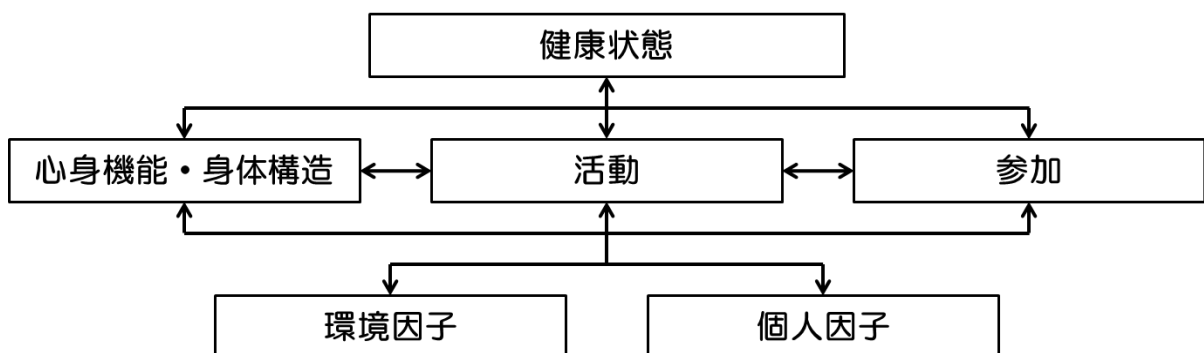 健康状態
心身機能・身体構造
活動
参加
環境因子
個人因子